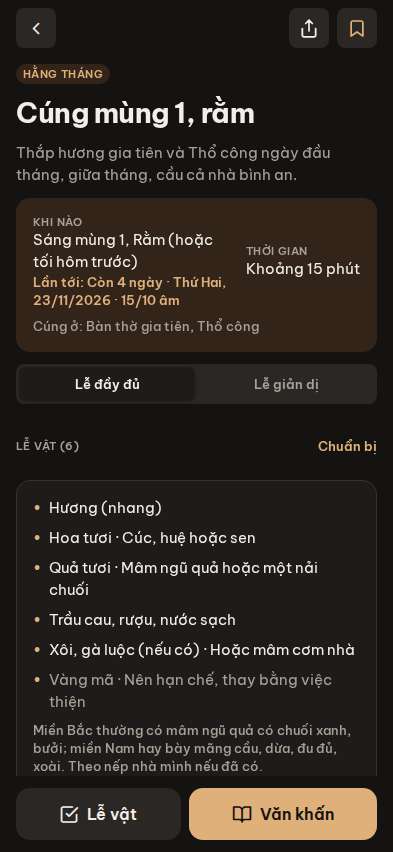 HẰNG THÁNG
Cúng mùng 1, rằm
Thắp hương gia tiên và Thổ công ngày đầu
tháng, giữa tháng, cầu cả nhà bình an.
KHI NÀO
Sáng mùng 1, Rằm (hoặc
tối hôm trước)
Lần tới: Còn 4 ngày · Thứ Hai,
23/11/2026 · 15/10 âm
THỜI GIAN
Khoảng 15 phút
Cúng ở: Bàn thờ gia tiên, Thổ công
Lễ đầy đủ
Lễ giản dị
LỄ VẬT (6)
Chuẩn bị
• Hương (nhang)
• Hoa tươi · Cúc, huệ hoặc sen
• Quả tươi · Mâm ngũ quả hoặc một nải
chuối
• Trầu cau, rượu, nước sạch
• Xôi, gà luộc (nếu có) · Hoặc mâm cơm nhà
• Vàng mã · Nên hạn chế, thay bằng việc
thiện
Miền Bắc thường có mâm ngũ quả có chuối xanh,
bưởi; miền Nam hay bày mãng cầu, dừa, đu đủ,
xoài. Theo nếp nhà mình nếu đã có.
Lễ vật
Văn khấn